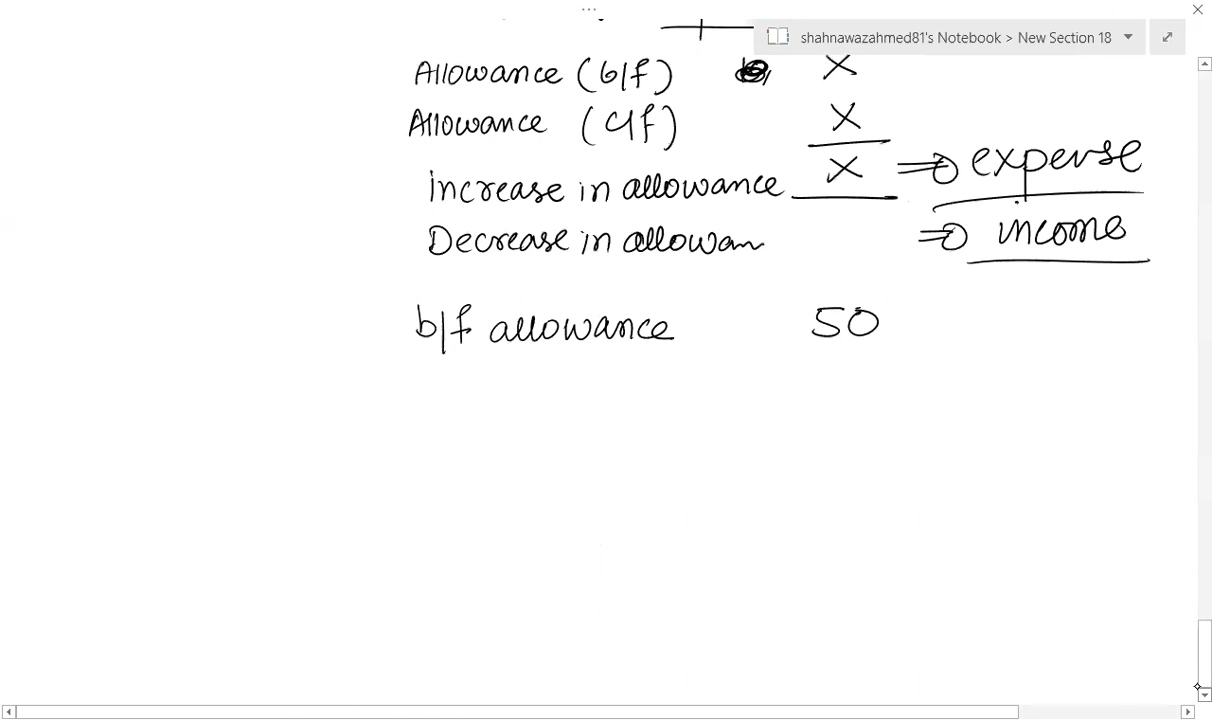 shahnawazahmed81's Notebook > New Section 18
Allowance (b/f) X
Allowance (c/f) X
increase in allowance X ⇒ expense
Decrease in allowan ⇒ income
b/f allowance 50